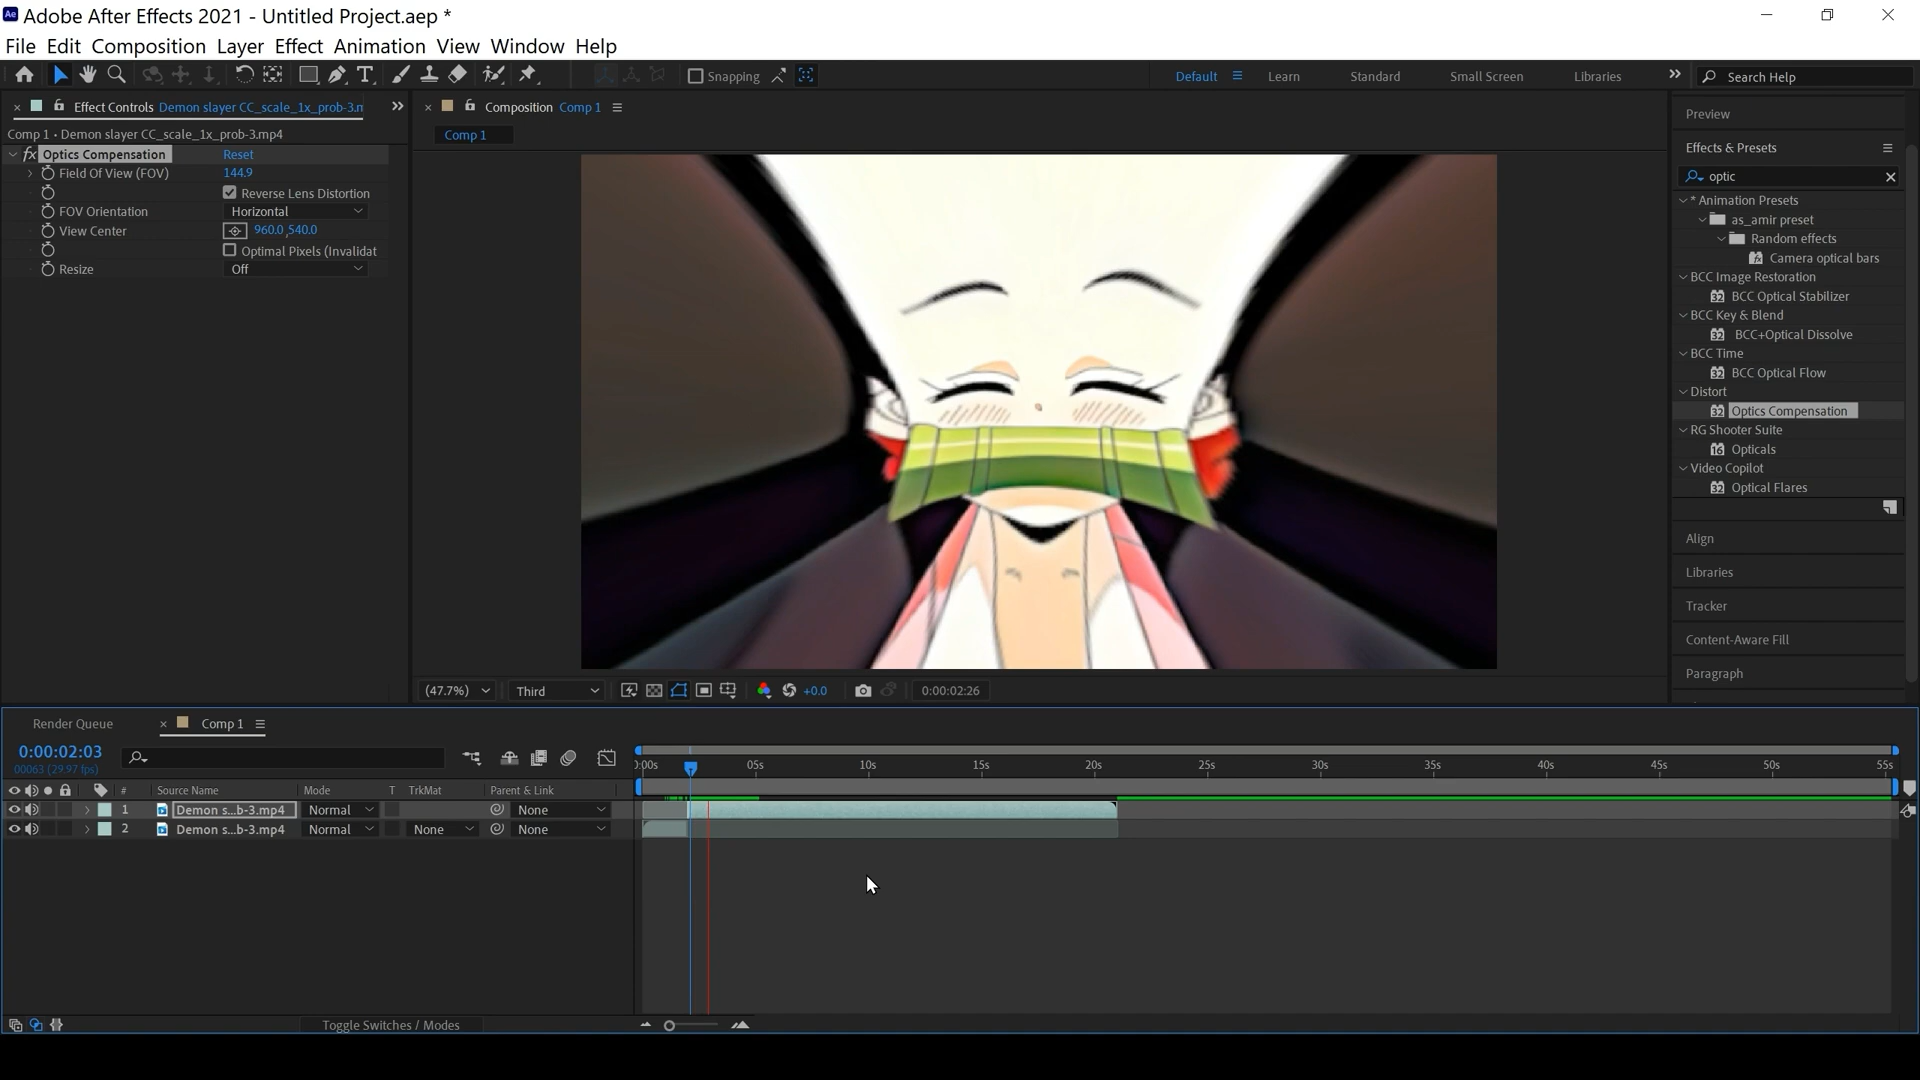 Ae Adobe After Effects 2021 - Untitled Project.aep *
File Edit Composition Layer Effect Animation View Window Help
Snapping
Default Learn Standard Small Screen Libraries
Search Help
Effect Controls Demon slayer CC_scale_1x_prob-3.n
Comp 1 • Demon slayer CC_scale_1x_prob-3.mp4
fx Optics Compensation Reset
Field Of View (FOV) 144.9
Reverse Lens Distortion
FOV Orientation Horizontal
View Center 960.0,540.0
Optimal Pixels (Invalidat
Resize Off
Composition Comp 1
Comp 1
(47.7%) Third +0.0 0:00:02:26
Preview
Effects & Presets
optic
* Animation Presets
as_amir preset
Random effects
Camera optical bars
BCC Image Restoration
32 BCC Optical Stabilizer
BCC Key & Blend
32 BCC+Optical Dissolve
BCC Time
32 BCC Optical Flow
Distort
32 Optics Compensation
RG Shooter Suite
16 Opticals
Video Copilot
32 Optical Flares
Align
Libraries
Tracker
Content-Aware Fill
Paragraph
Render Queue Comp 1
0:00:02:03
00063 (29.97 fps)
# Source Name Mode T TrkMat Parent & Link
1 Demon s...b-3.mp4 Normal None
2 Demon s...b-3.mp4 Normal None None
0:00s 05s 10s 15s 20s 25s 30s 35s 40s 45s 50s 55s
Toggle Switches / Modes